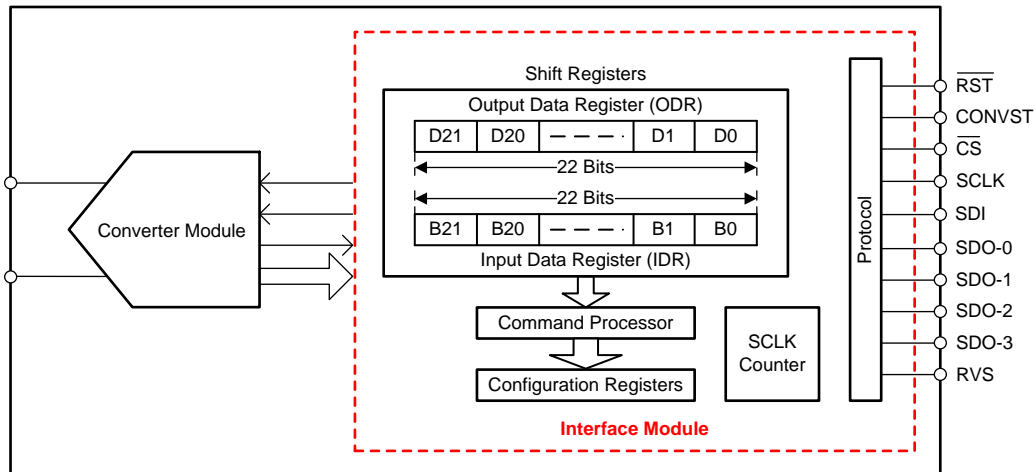 Shift Registers
Output Data Register (ODR)
D21 D20 D1 D0
22 Bits
22 Bits
B21 B20 B1 B0
Input Data Register (IDR)
Converter Module
Command Processor
Configuration Registers
SCLK
Counter
Interface Module
Protocol
RST
CONVST
CS
SCLK
SDI
SDO-0
SDO-1
SDO-2
SDO-3
RVS